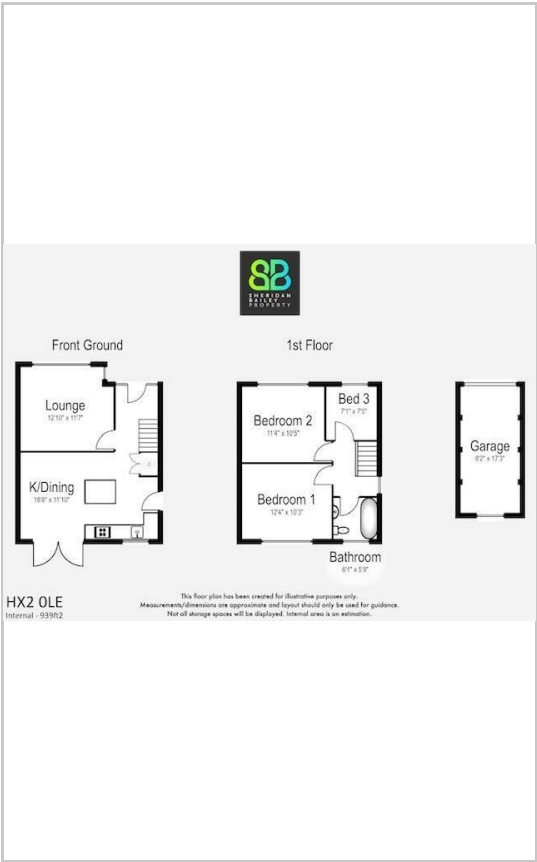 SB
SHERIDAN
BAILEY
PROPERTY
Front Ground
1st Floor
Lounge
12'10" x 11'7"
K/Dining
18'8" x 11'10"
Bedroom 2
11'4" x 10'5"
Bed 3
7'1" x 7'5"
Bedroom 1
12'4" x 10'3"
Bathroom
6'1" x 5'9"
Garage
8'2" x 17'3"
HX2 0LE
Internal - 939ft2
This floor plan has been created for illustrative purposes only.
Measurements/dimensions are approximate and layout should only be used for guidance.
Not all storage spaces will be displayed. Internal area is an estimation.